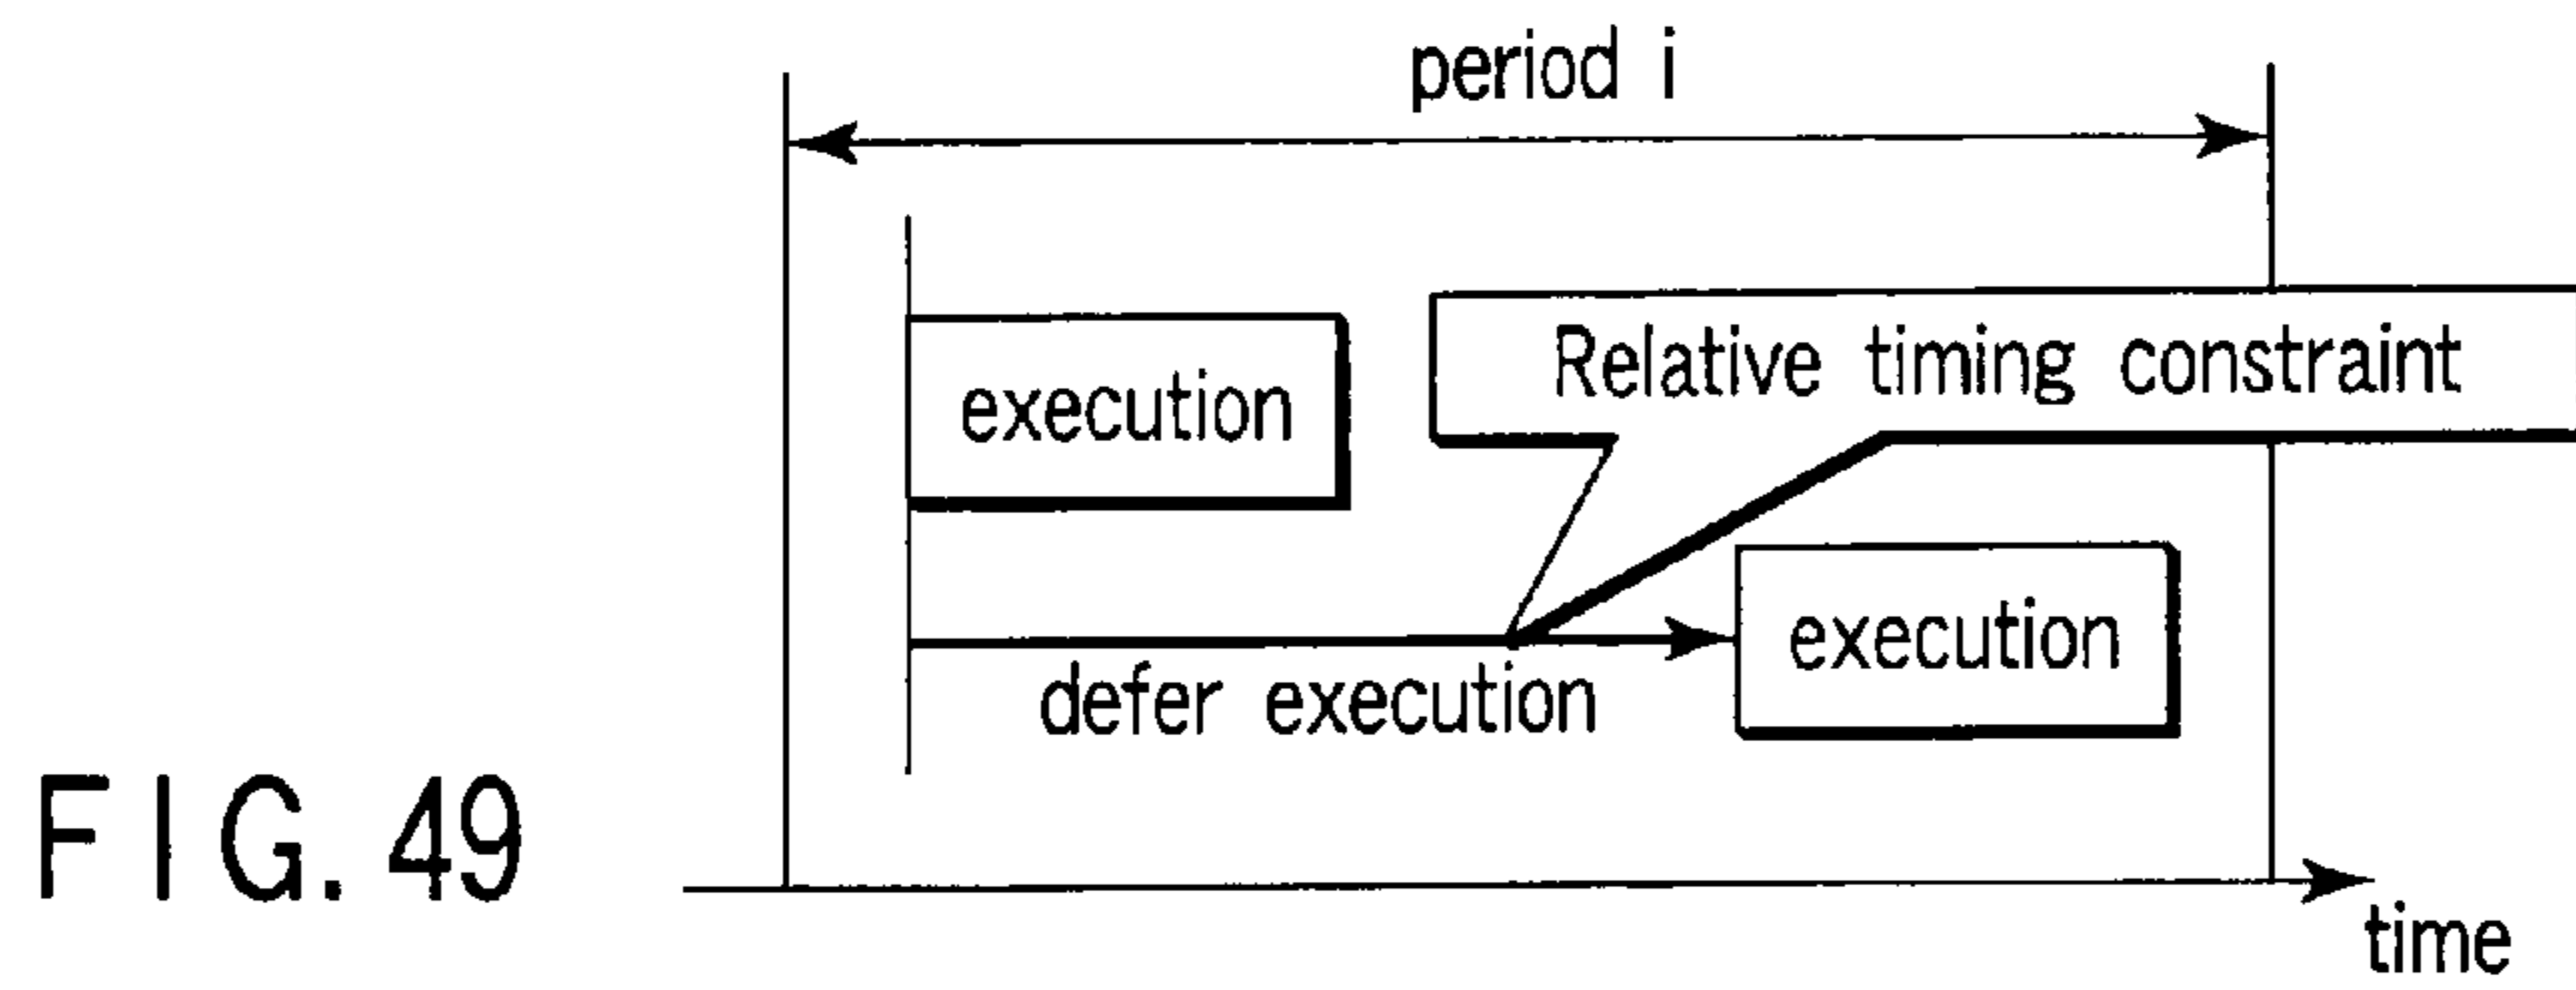 period i
Relative timing constraint
execution
execution
defer execution
FIG. 49
time